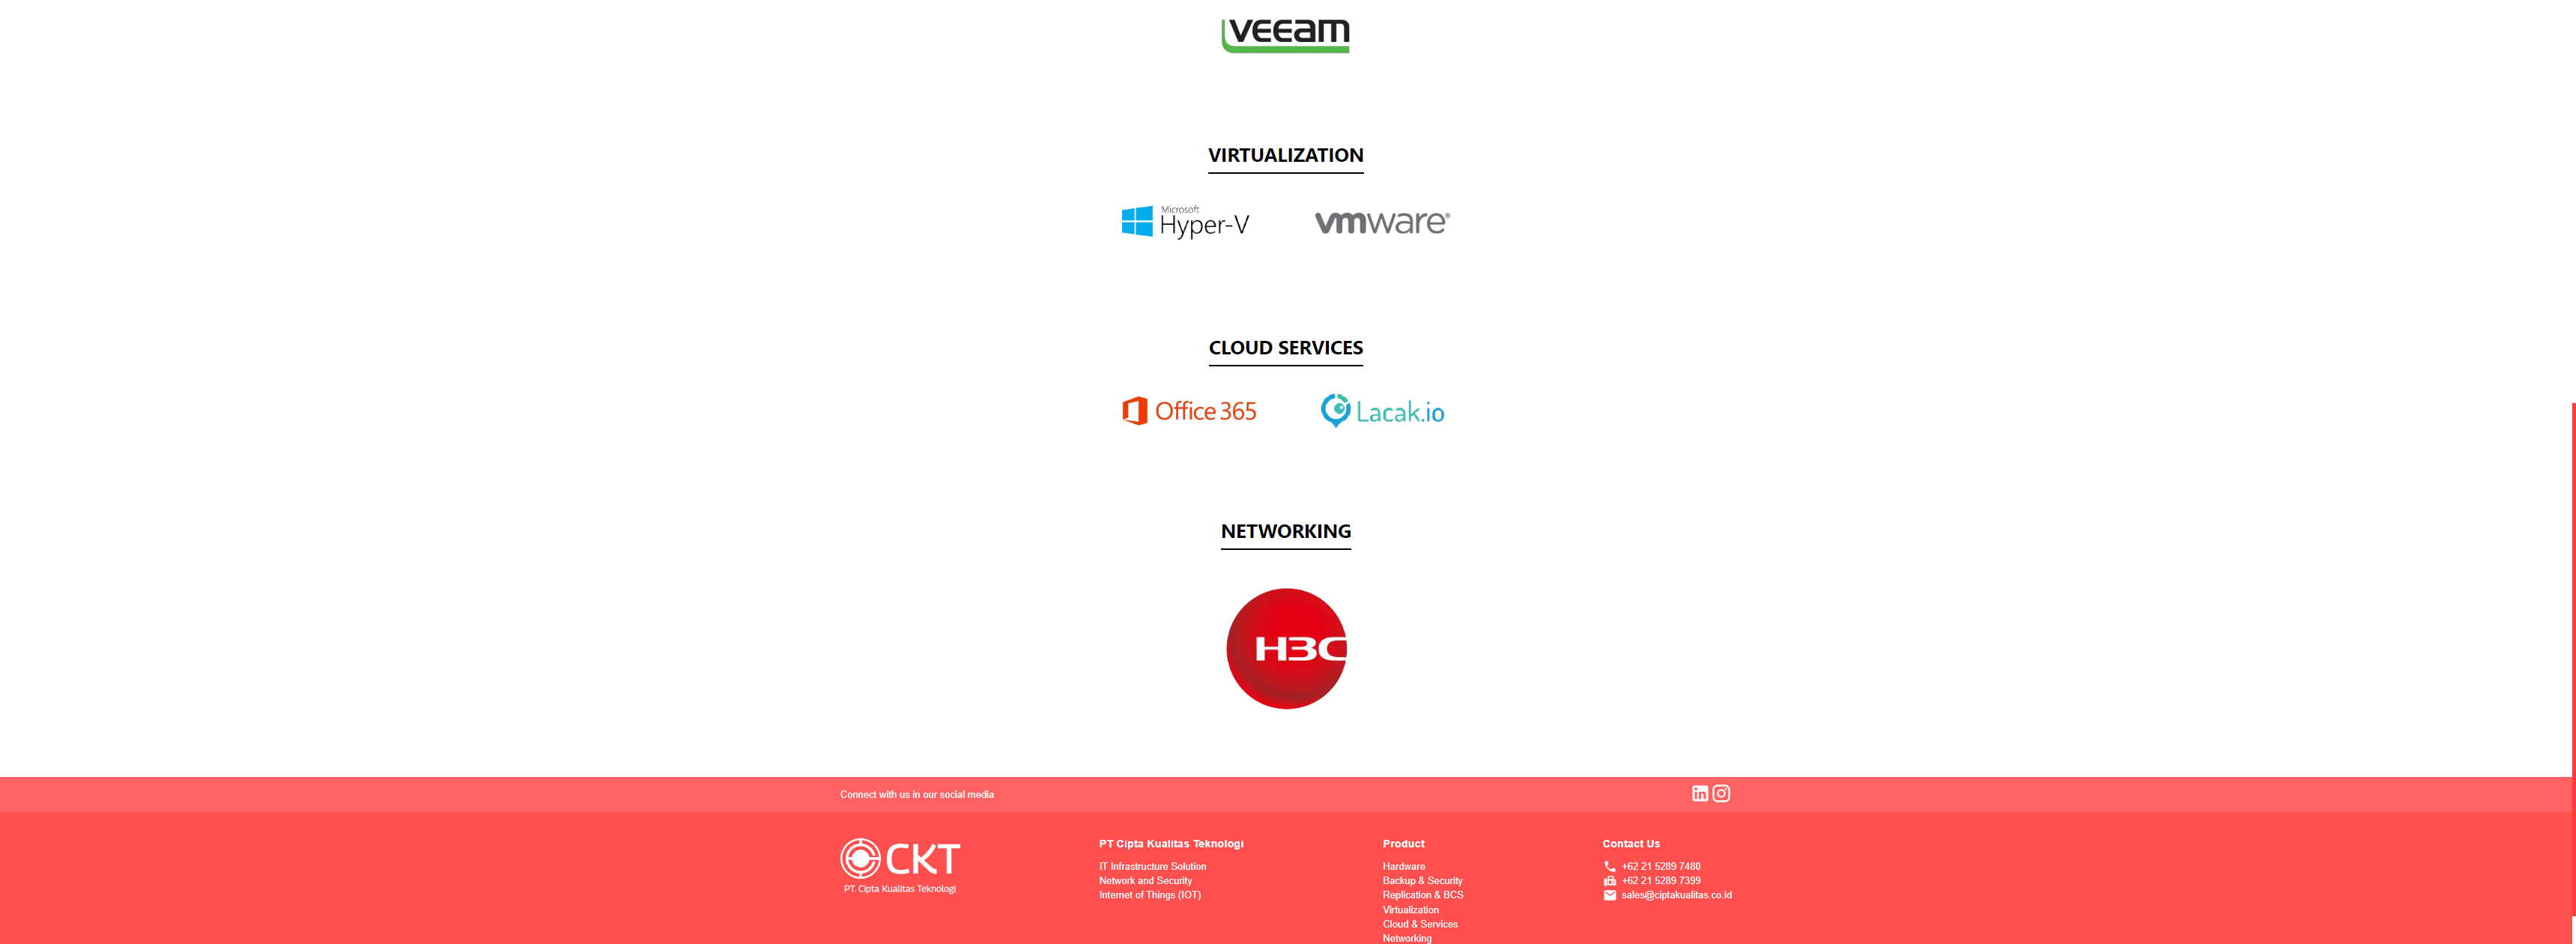 veeam
VIRTUALIZATION
Microsoft
Hyper-V
vmware®
CLOUD SERVICES
Office 365
Lacak.io
NETWORKING
H3C
Connect with us in our social media
in
CKT
PT. Cipta Kualitas Teknologi
PT Cipta Kualitas Teknologi
IT Infrastructure Solution
Network and Security
Internet of Things (IOT)
Product
Hardware
Backup & Security
Replication & BCS
Virtualization
Cloud & Services
Networking
Contact Us
+62 21 5289 7480
+62 21 5289 7399
sales@ciptakualitas.co.id